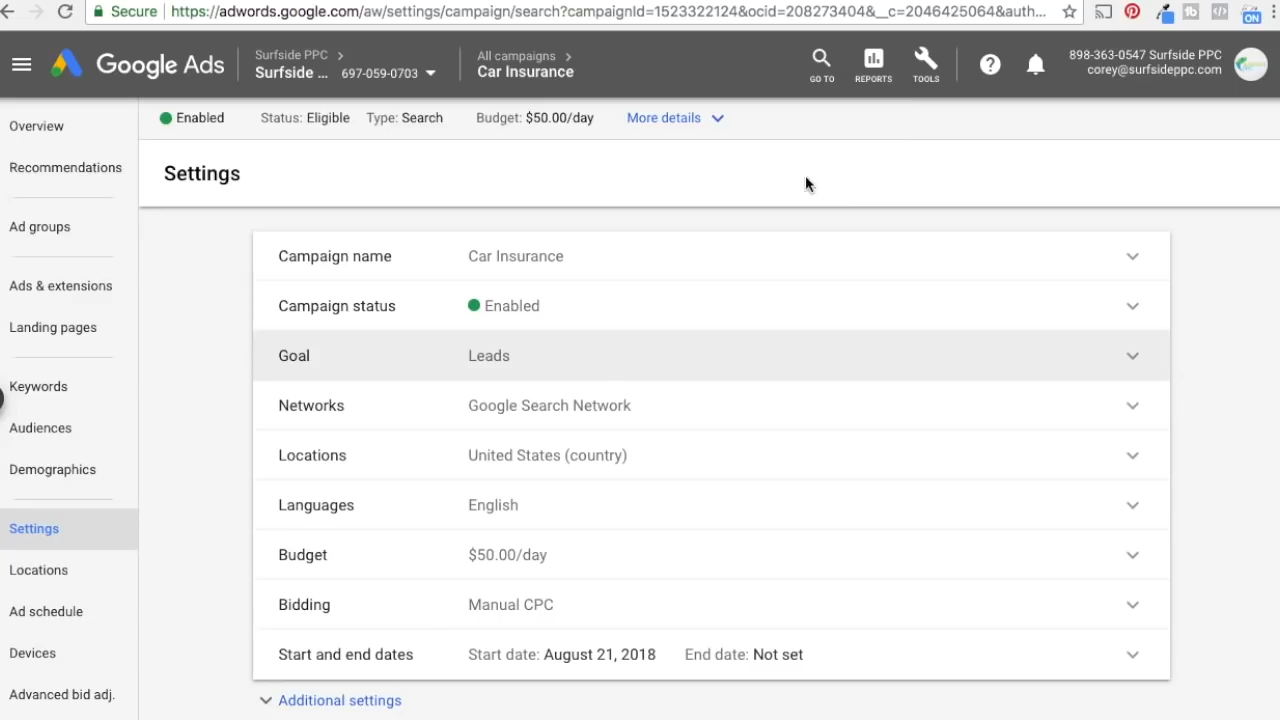 Secure
https://adwords.google.com/aw/settings/campaign/search?campaignId=1523322124&ocid=208273404&__c=2046425064&auth...
ON
Google Ads
Surfside PPC
Surfside ... 697-059-0703
All campaigns
Car Insurance
GO TO
REPORTS
TOOLS
898-363-0547 Surfside PPC
corey@surfsideppc.com
Overview
Recommendations
Ad groups
Ads & extensions
Landing pages
Keywords
Audiences
Demographics
Settings
Locations
Ad schedule
Devices
Advanced bid adj.
Enabled Status: Eligible Type: Search Budget: $50.00/day More details
Settings
Campaign name Car Insurance
Campaign status Enabled
Goal Leads
Networks Google Search Network
Locations United States (country)
Languages English
Budget $50.00/day
Bidding Manual CPC
Start and end dates Start date: August 21, 2018 End date: Not set
Additional settings